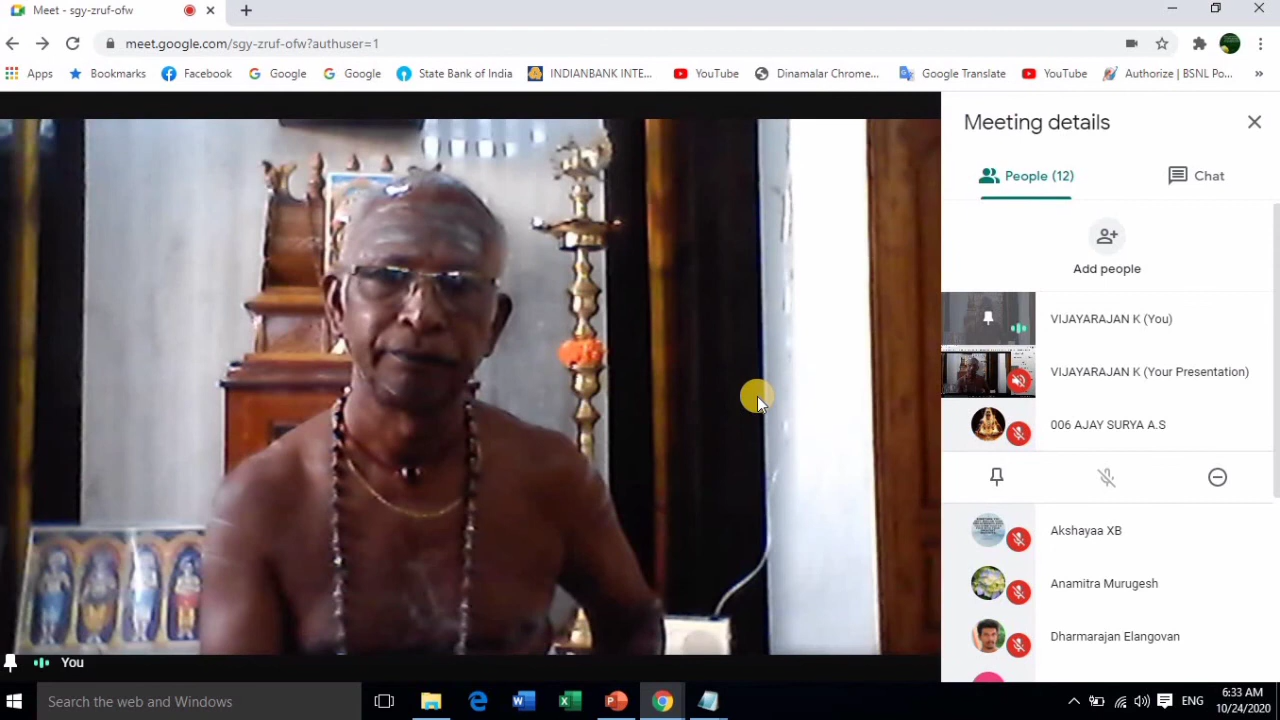 Meet - sgy-zruf-ofw
meet.google.com/sgy-zruf-ofw?authuser=1
Apps Bookmarks Facebook Google Google State Bank of India INDIANBANK INTE... YouTube Dinamalar Chrome... Google Translate YouTube Authorize | BSNL Po... »
Meeting details
People (12) Chat
Add people
VIJAYARAJAN K (You)
VIJAYARAJAN K (Your Presentation)
006 AJAY SURYA A.S
Akshayaa XB
Anamitra Murugesh
Dharmarajan Elangovan
You
Search the web and Windows
ENG
6:33 AM
10/24/2020